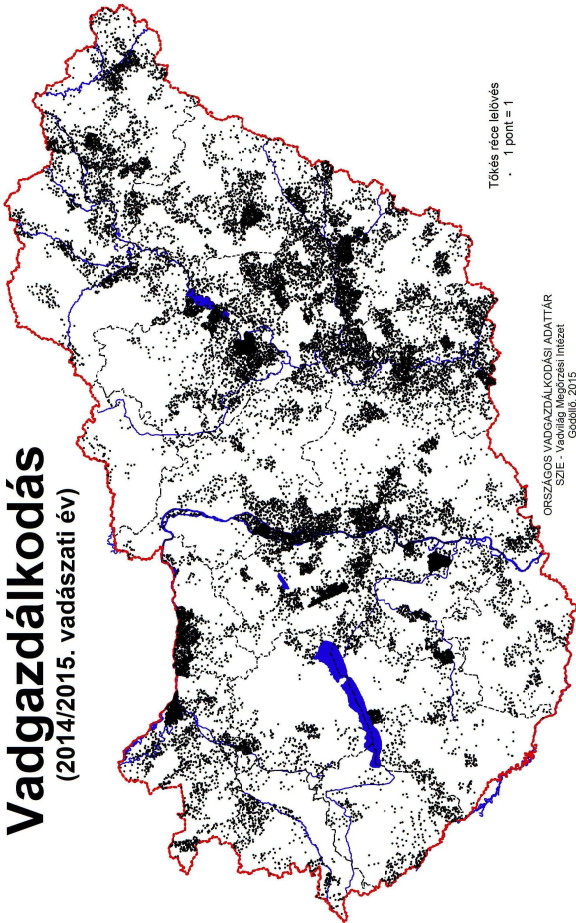 Vadgazdálkodás
(2014/2015. vadászati év)
Tőkés réce lelövés
· 1 pont = 1
ORSZÁGOS VADGAZDÁLKODÁSI ADATTÁR
SZIE - Vadvilág Megőrzési Intézet
Gödöllő, 2015